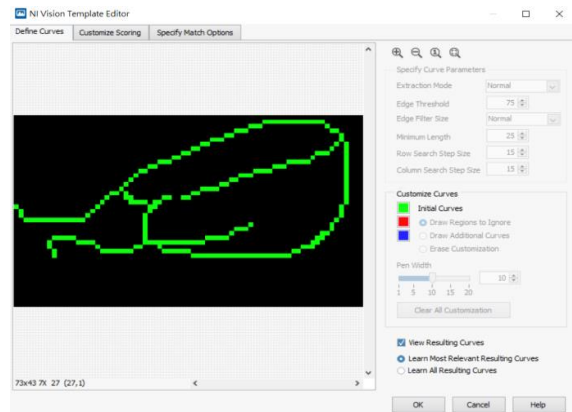 NI Vision Template Editor
Define Curves Customize Scoring Specify Match Options
Specify Curve Parameters
Extraction Mode Normal
Edge Threshold 75
Edge Filter Size Normal
Minimum Length 25
Row Search Step Size 15
Column Search Step Size 15
Customize Curves
Initial Curves
Draw Regions to Ignore
Draw Additional Curves
Erase Customization
Pen Width
10
1 5 10 15 20
Clear All Customization
View Resulting Curves
Learn Most Relevant Resulting Curves
Learn All Resulting Curves
73x43 7X 27 (27,1)
OK Cancel Help